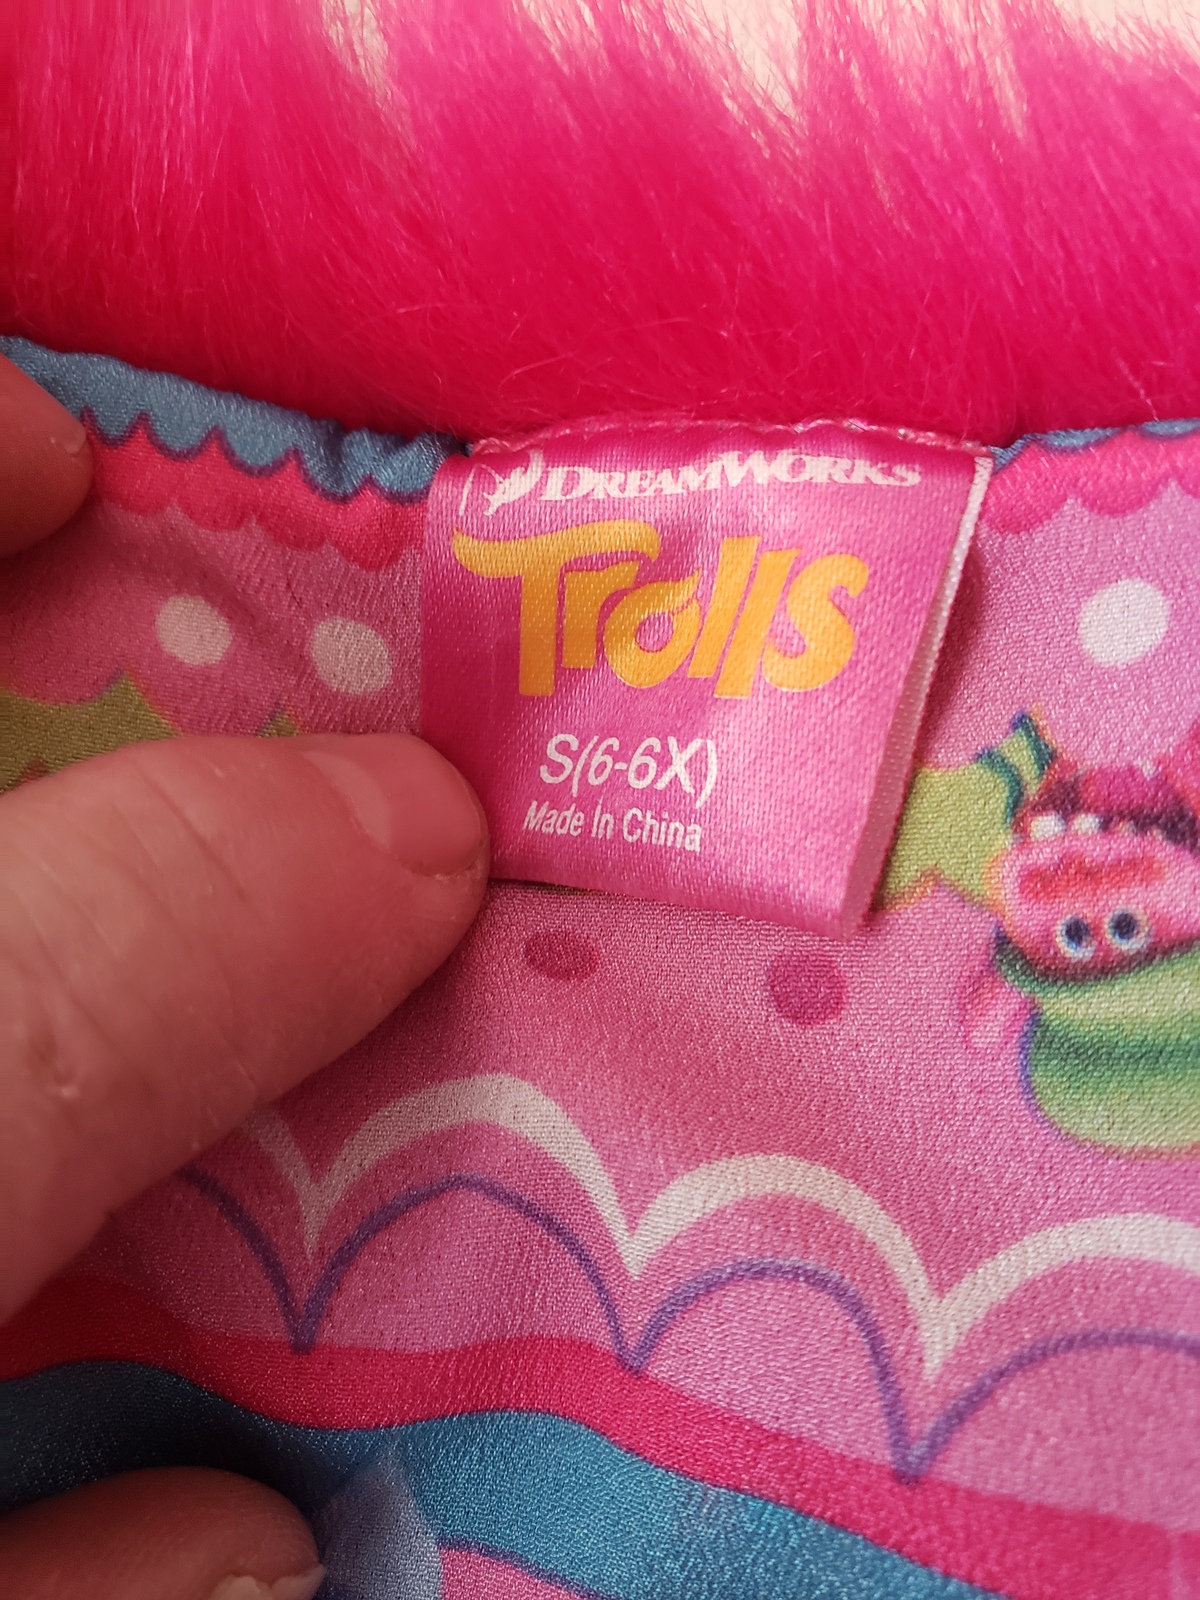 DREAMWORKS
Trolls
S(6-6X)
Made In China